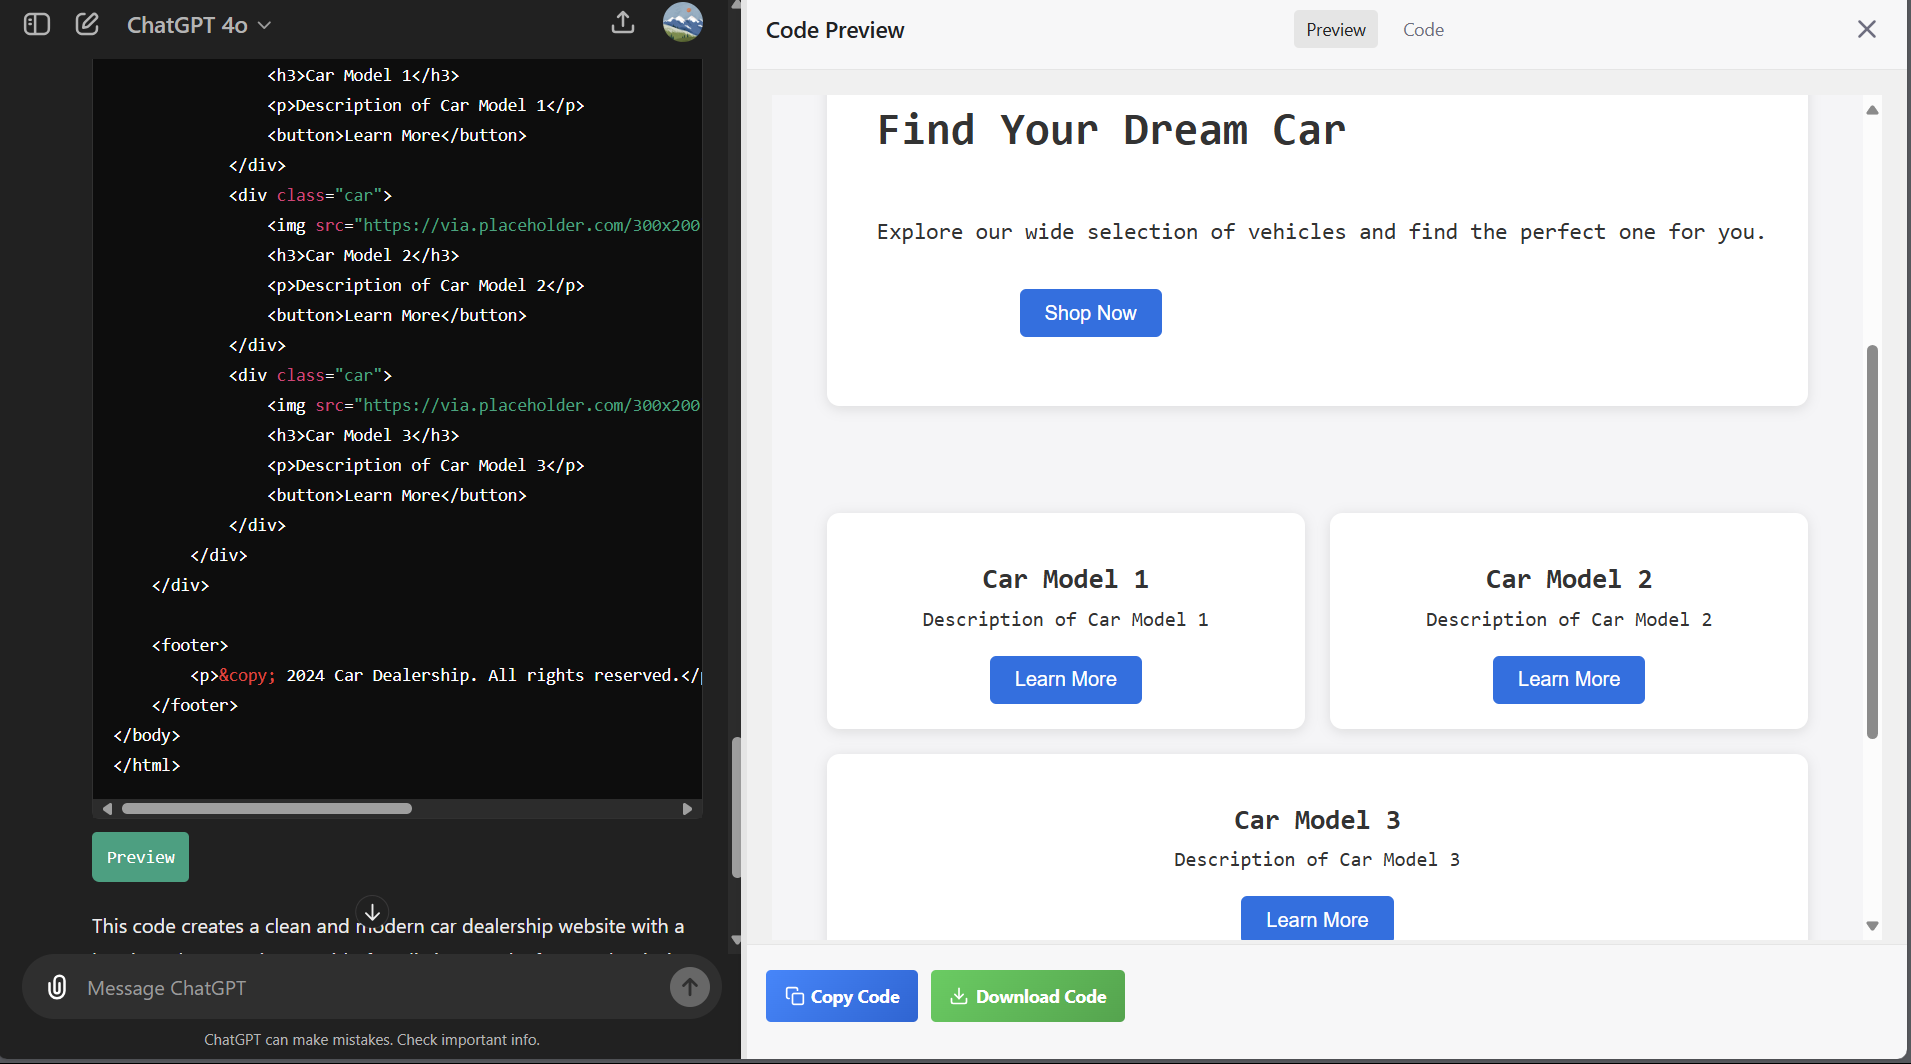 ChatGPT 4o
<h3>Car Model 1</h3>
<p>Description of Car Model 1</p>
<button>Learn More</button>
</div>
<div class="car">
<img src="https://via.placeholder.com/300x200
<h3>Car Model 2</h3>
<p>Description of Car Model 2</p>
<button>Learn More</button>
</div>
<div class="car">
<img src="https://via.placeholder.com/300x200
<h3>Car Model 3</h3>
<p>Description of Car Model 3</p>
<button>Learn More</button>
</div>
</div>
</div>
<footer>
<p>&copy; 2024 Car Dealership. All rights reserved.</p
</footer>
</body>
</html>
Preview
This code creates a clean and modern car dealership website with a
Message ChatGPT
ChatGPT can make mistakes. Check important info.
Code Preview
Preview
Code
Find Your Dream Car
Explore our wide selection of vehicles and find the perfect one for you.
Shop Now
Car Model 1
Description of Car Model 1
Learn More
Car Model 2
Description of Car Model 2
Learn More
Car Model 3
Description of Car Model 3
Learn More
Copy Code
Download Code